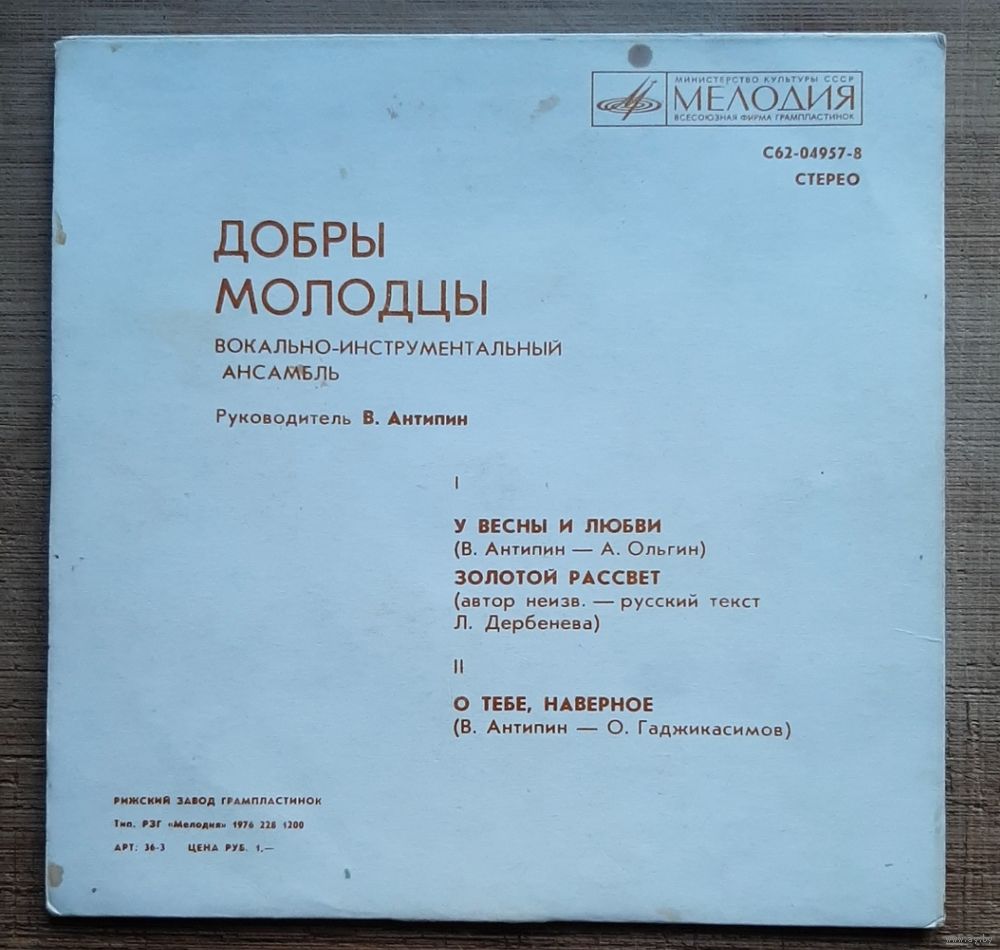 МИНИСТЕРСТВО КУЛЬТУРЫ СССР
МЕЛОДИЯ
ВСЕСОЮЗНАЯ ФИРМА ГРАМПЛАСТИНОК
С62-04957-8
СТЕРЕО
ДОБРЫ
МОЛОДЦЫ
ВОКАЛЬНО-ИНСТРУМЕНТАЛЬНЫЙ
АНСАМБЛЬ
Руководитель В. Антипин
I
У ВЕСНЫ И ЛЮБВИ
(В. Антипин — А. Ольгин)
ЗОЛОТОЙ РАССВЕТ
(автор неизв. — русский текст
Л. Дербенева)
II
О ТЕБЕ, НАВЕРНОЕ
(В. Антипин — О. Гаджикасимов)
РИЖСКИЙ ЗАВОД ГРАМПЛАСТИНОК
Тип. РЗГ «Мелодия» 1976 228 1200
АРТ: 36-3 ЦЕНА РУБ. 1.—